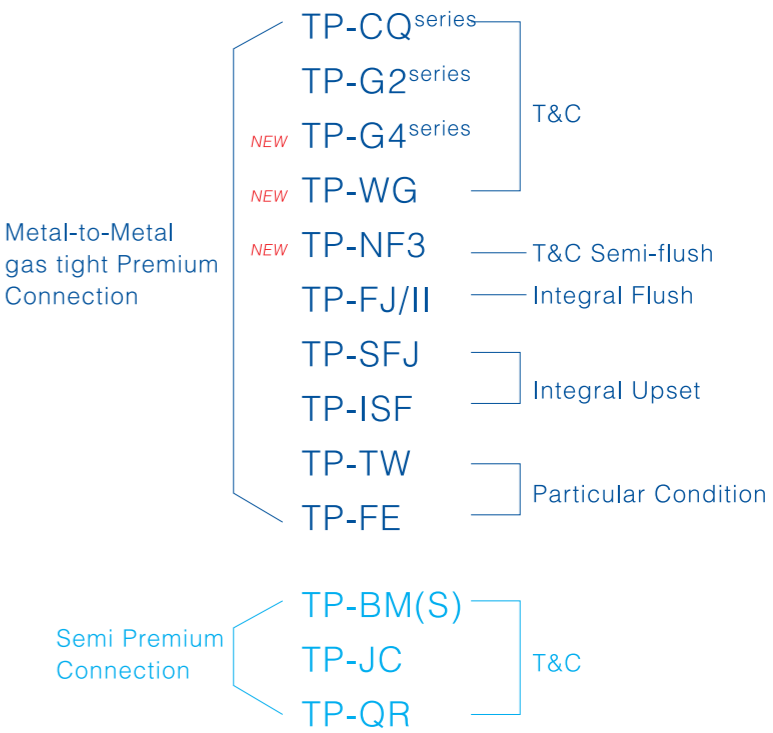 TP-CQseries
TP-G2series
T&C
NEW TP-G4series
NEW TP-WG
Metal-to-Metal
gas tight Premium
Connection
NEW TP-NF3
T&C Semi-flush
TP-FJ/II
Integral Flush
TP-SFJ
TP-ISF
Integral Upset
TP-TW
TP-FE
Particular Condition
Semi Premium
Connection
TP-BM(S)
TP-JC
TP-QR
T&C